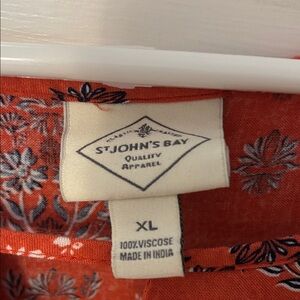 ST JOHN'S BAY
QUALITY
APPAREL
XL
100% VISCOSE
MADE IN INDIA